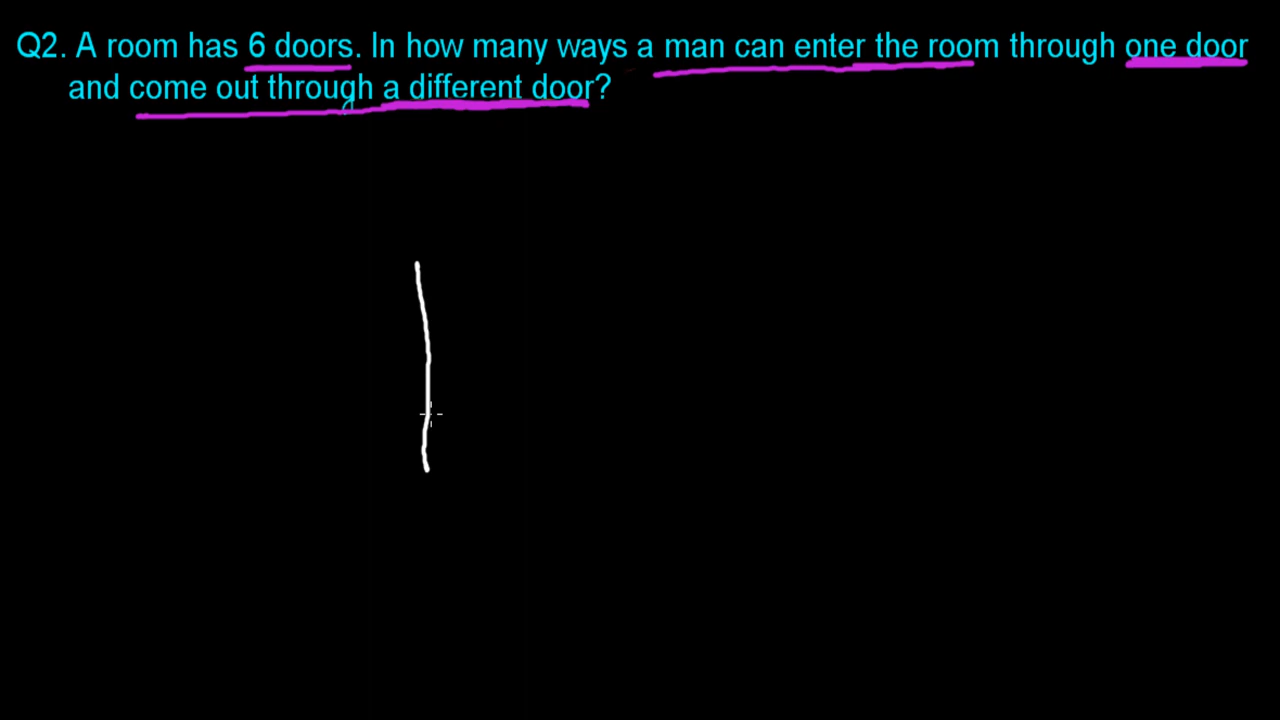 Q2. A room has 6 doors. In how many ways a man can enter the room through one door
and come out through a different door?